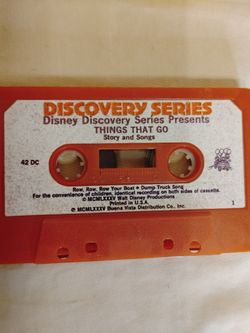 DISCOVERY SERIES
Disney Discovery Series Presents
THINGS THAT GO
Story and Songs
42 DC
Row, Row, Row Your Boat • Dump Truck Song
For the convenience of children, identical recording on both sides of cassette.
© MCMLXXXV Walt Disney Productions
Printed in U.S.A.
℗ MCMLXXXV Buena Vista Distribution Co., Inc.
1